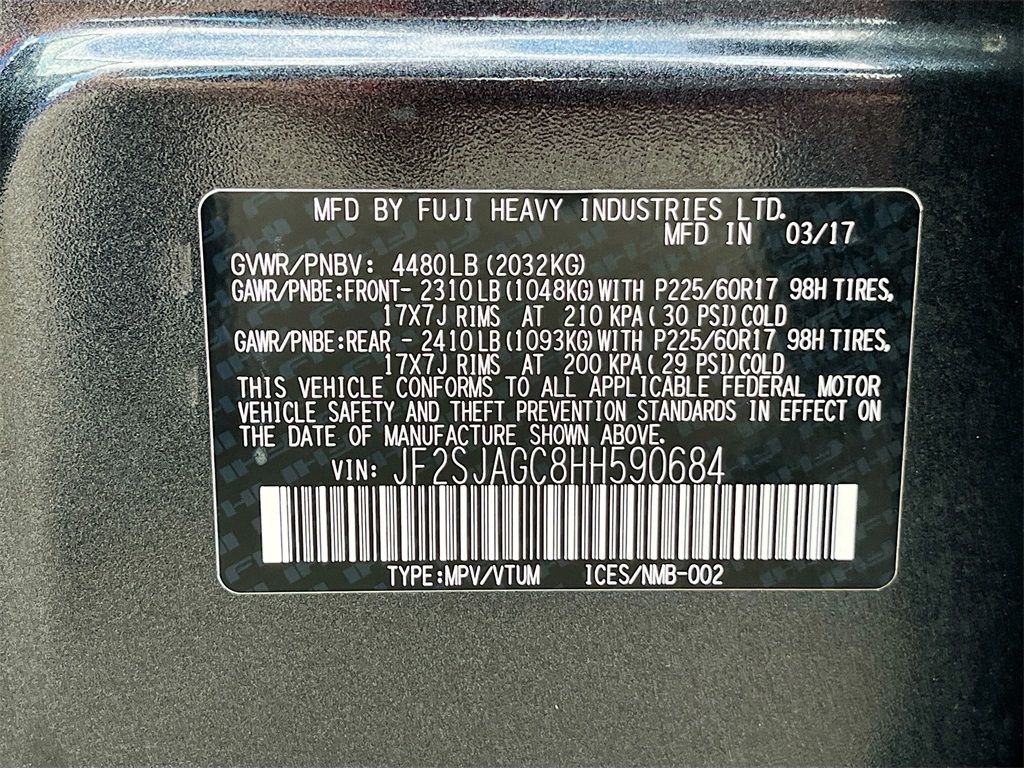 MFD BY FUJI HEAVY INDUSTRIES LTD.
MFD IN 03/17
GVWR/PNBV: 4480LB(2032KG)
GAWR/PNBE:FRONT- 2310LB(1048KG)WITH P225/60R17 98H TIRES,
17X7J RIMS AT 210 KPA( 30 PSI)COLD
GAWR/PNBE:REAR - 2410LB(1093KG)WITH P225/60R17 98H TIRES,
17X7J RIMS AT 200 KPA( 29 PSI)COLD
THIS VEHICLE CONFORMS TO ALL APPLICABLE FEDERAL MOTOR
VEHICLE SAFETY AND THEFT PREVENTION STANDARDS IN EFFECT ON
THE DATE OF MANUFACTURE SHOWN ABOVE.
VIN: JF2SJAGC8HH590684
TYPE:MPV/VTUM ICES/NMB-002